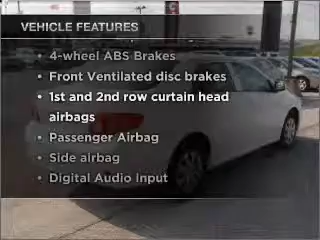 VEHICLE FEATURES
• 4-wheel ABS Brakes
• Front Ventilated disc brakes
• 1st and 2nd row curtain head
airbags
• Passenger Airbag
• Side airbag
• Digital Audio Input